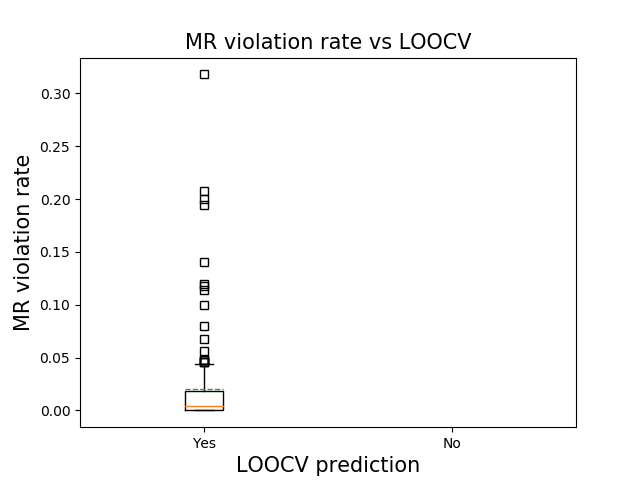 MR violation rate vs LOOCV
MR violation rate
0.30
0.25
0.20
0.15
0.10
0.05
0.00
Yes
No
LOOCV prediction